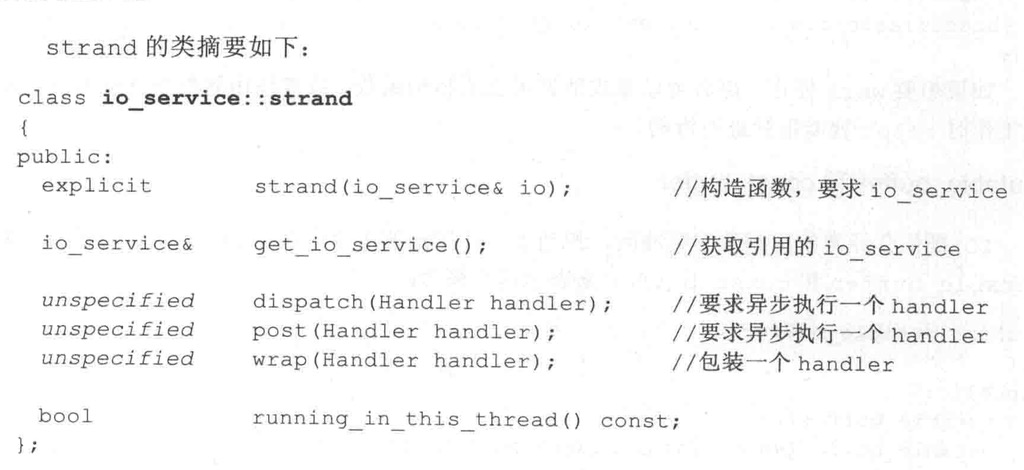 strand 的类摘要如下：
class io_service::strand
{
public:
explicit strand(io_service& io); //构造函数，要求 io_service
io_service& get_io_service(); //获取引用的 io_service
unspecified dispatch(Handler handler); //要求异步执行一个 handler
unspecified post(Handler handler); //要求异步执行一个 handler
unspecified wrap(Handler handler); //包装一个 handler
bool running_in_this_thread() const;
};